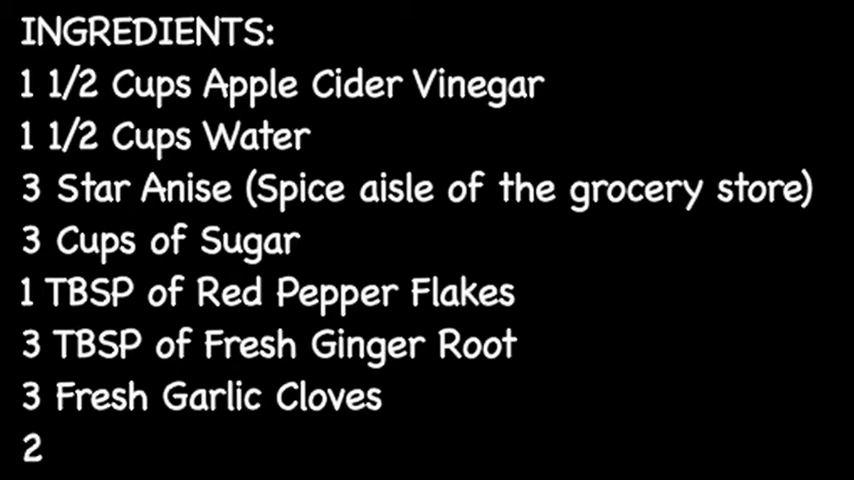 INGREDIENTS:
1 1/2 Cups Apple Cider Vinegar
1 1/2 Cups Water
3 Star Anise (Spice aisle of the grocery store)
3 Cups of Sugar
1 TBSP of Red Pepper Flakes
3 TBSP of Fresh Ginger Root
3 Fresh Garlic Cloves
2